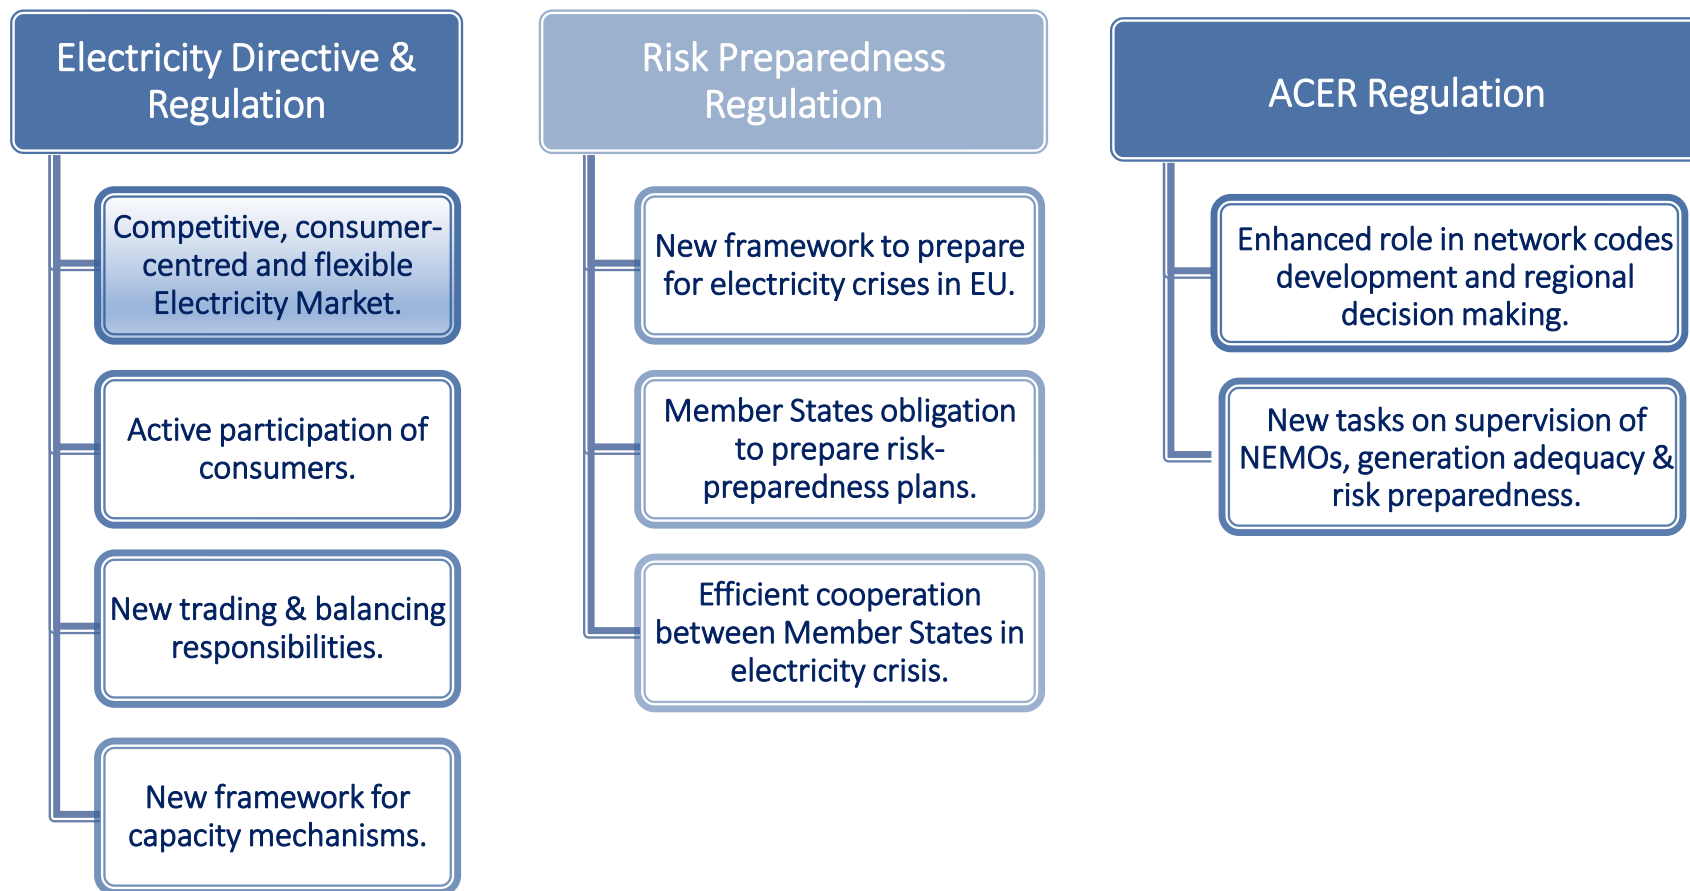 Electricity Directive &
Regulation
Competitive, consumer-
centred and flexible
Electricity Market.
Active participation of
consumers.
New trading & balancing
responsibilities.
New framework for
capacity mechanisms.
Risk Preparedness
Regulation
New framework to prepare
for electricity crises in EU.
Member States obligation
to prepare risk-
preparedness plans.
Efficient cooperation
between Member States in
electricity crisis.
ACER Regulation
Enhanced role in network codes
development and regional
decision making.
New tasks on supervision of
NEMOs, generation adequacy &
risk preparedness.